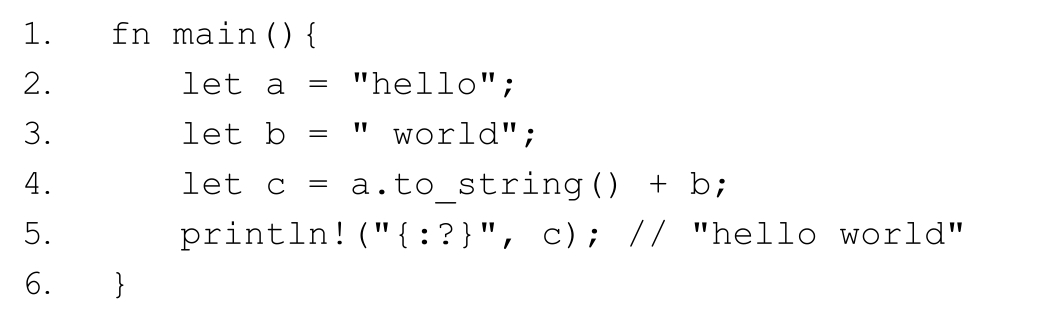 1. fn main(){
2. let a = "hello";
3. let b = " world";
4. let c = a.to_string() + b;
5. println!("{:?}", c); // "hello world"
6. }